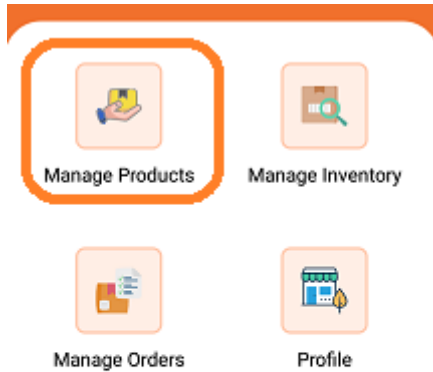 Manage Products
Manage Inventory
Manage Orders
Profile